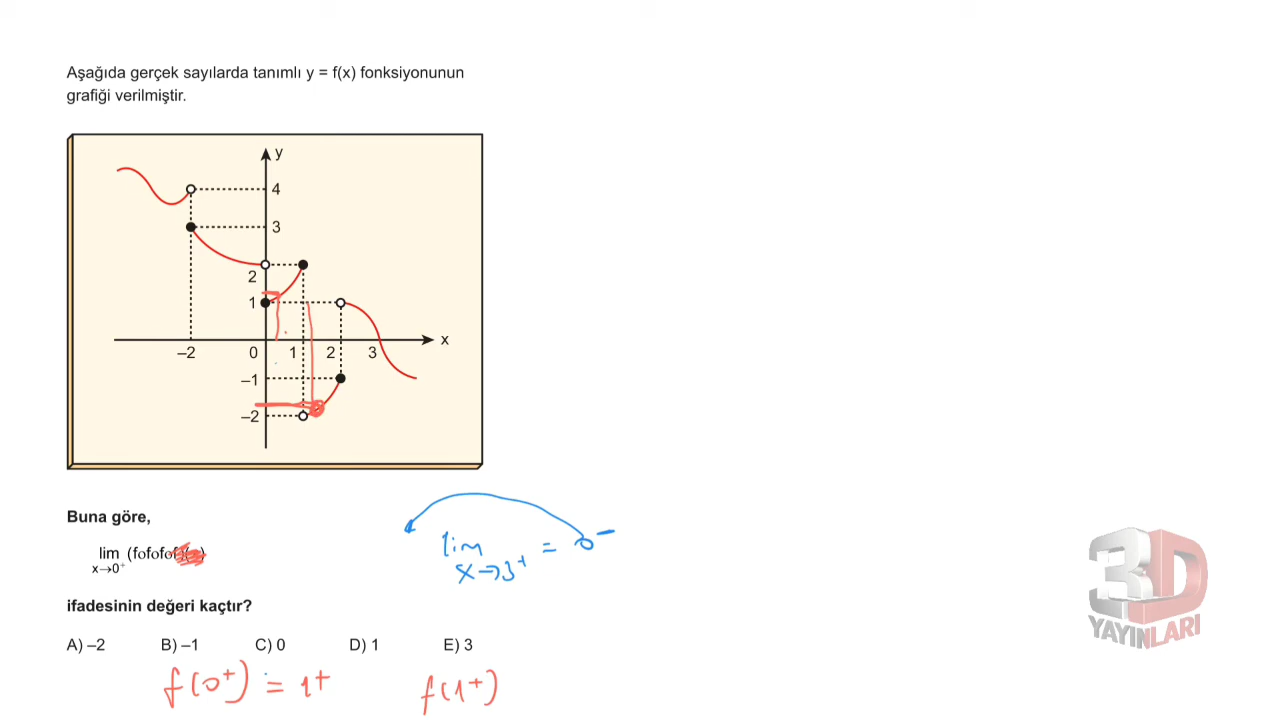 Aşağıda gerçek sayılarda tanımlı y = f(x) fonksiyonunun
grafiği verilmiştir.
y
4
3
2
1
–2 0 1 2 3 x
–1
–2
Buna göre,
lim (fofofof
x→0⁺
lim = 0⁻
x→3⁺
ifadesinin değeri kaçtır?
A) –2 B) –1 C) 0 D) 1 E) 3
f(0⁺) = 1⁺ f(1⁺)
3D
YAYINLARI